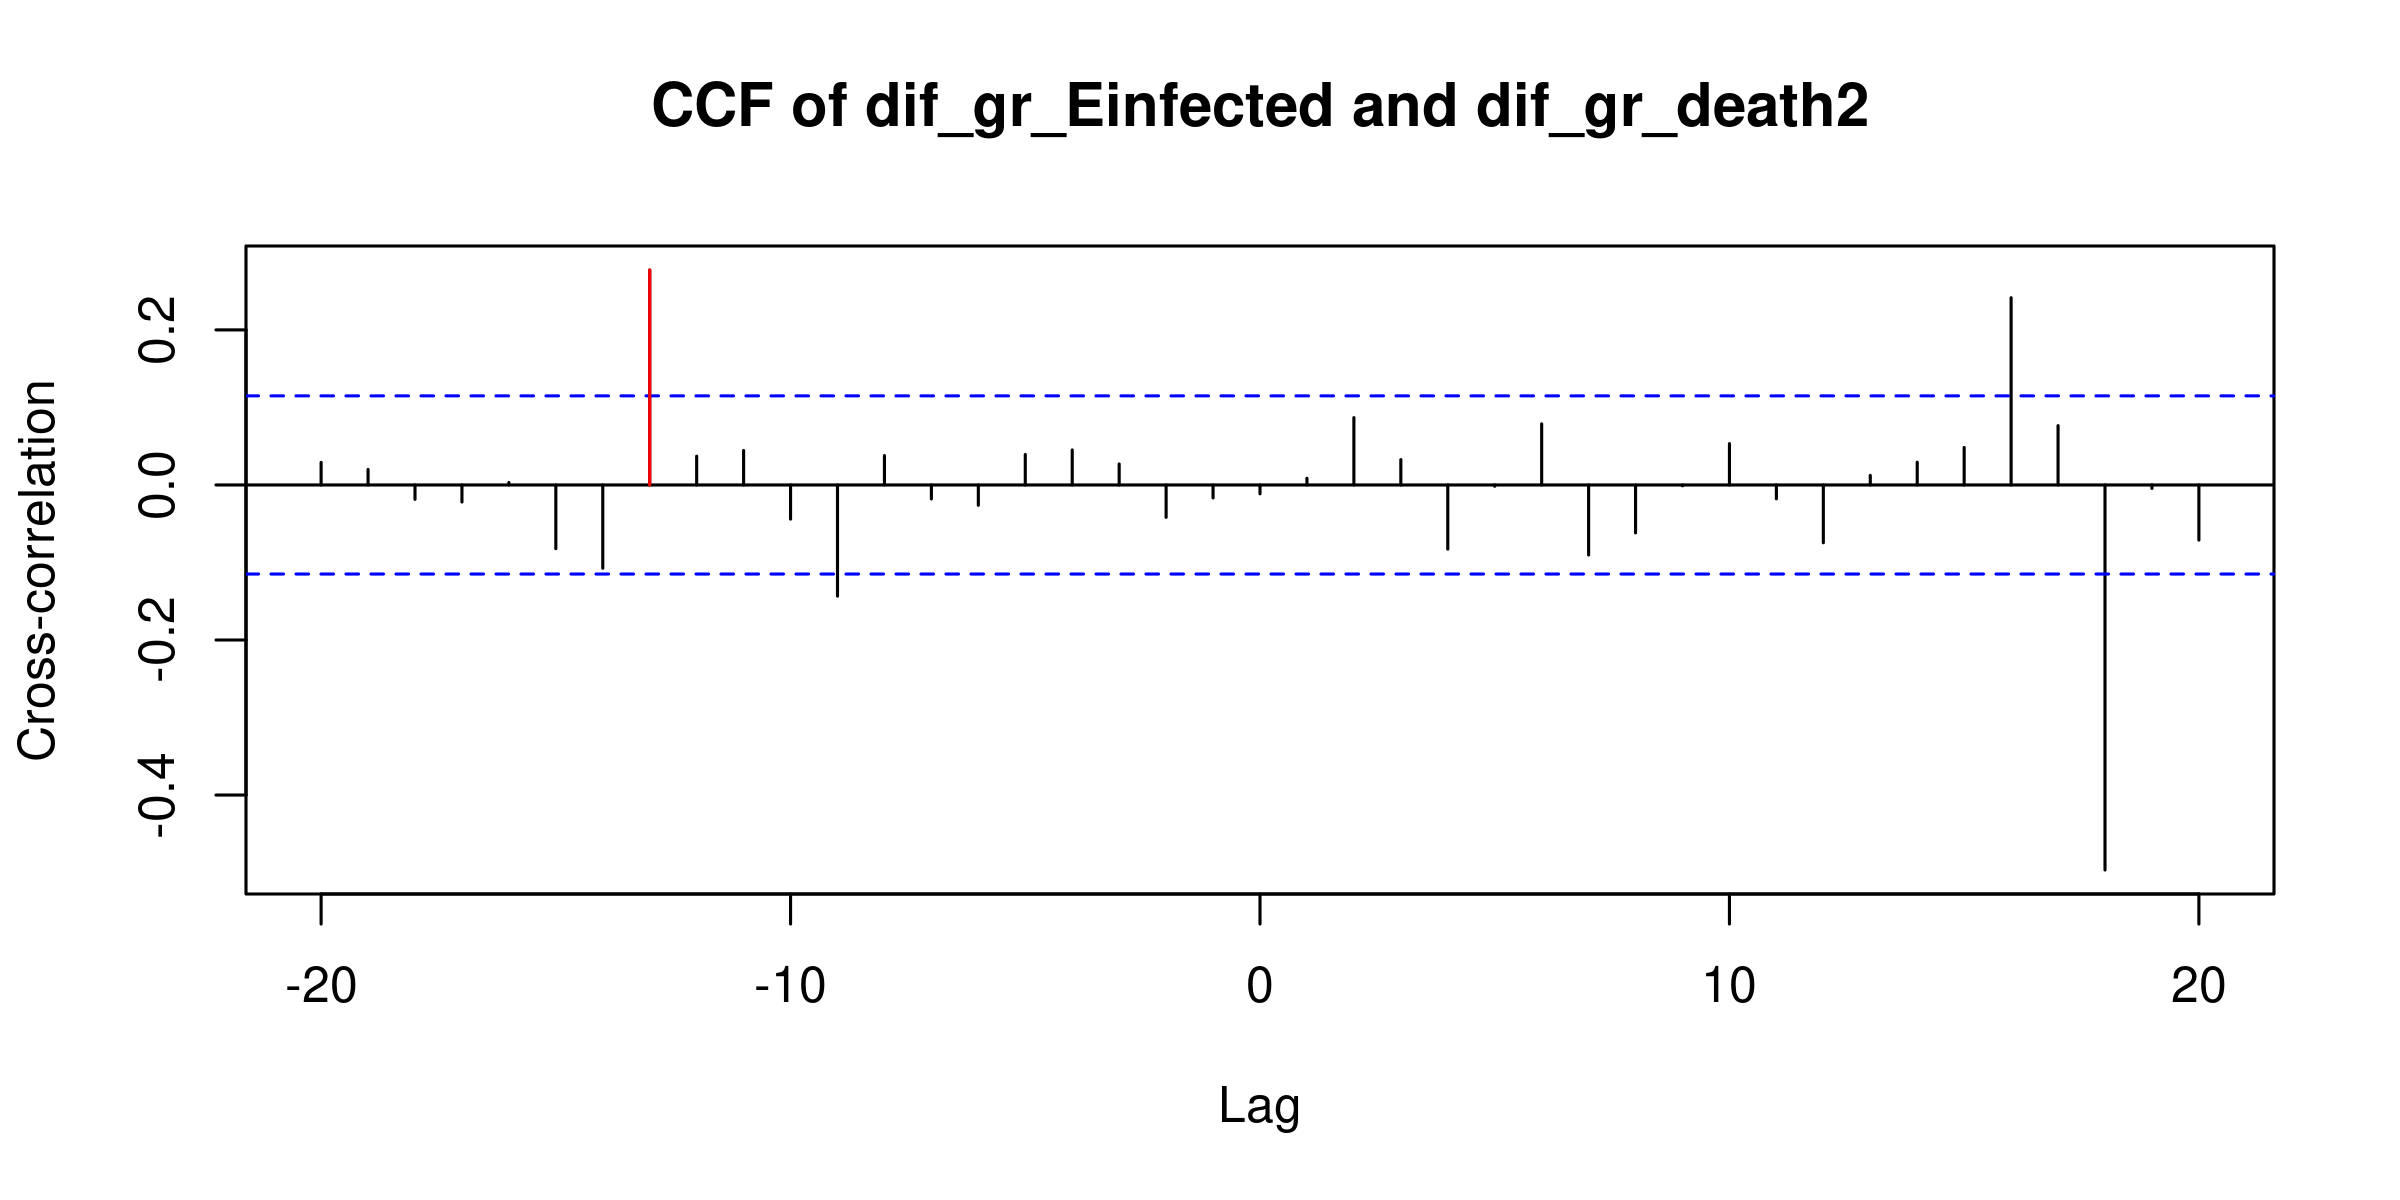 CCF of dif_gr_Einfected and dif_gr_death2
Cross-correlation
0.2
0.0
-0.2
-0.4
-20 -10 0 10 20
Lag